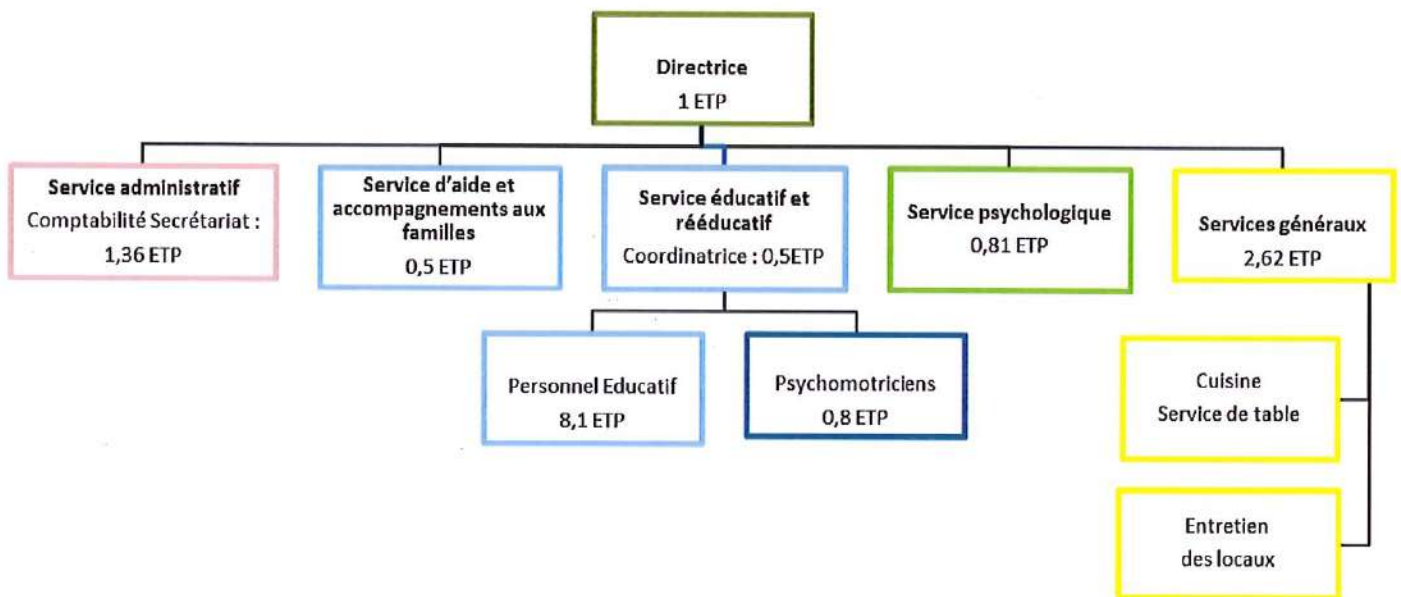 Directrice
1 ETP
Service administratif
Comptabilité Secrétariat :
1,36 ETP
Service d'aide et
accompagnements aux
familles
0,5 ETP
Service éducatif et
rééducatif
Coordinatrice : 0,5ETP
Service psychologique
0,81 ETP
Services généraux
2,62 ETP
Personnel Educatif
8,1 ETP
Psychomotriciens
0,8 ETP
Cuisine
Service de table
Entretien
des locaux